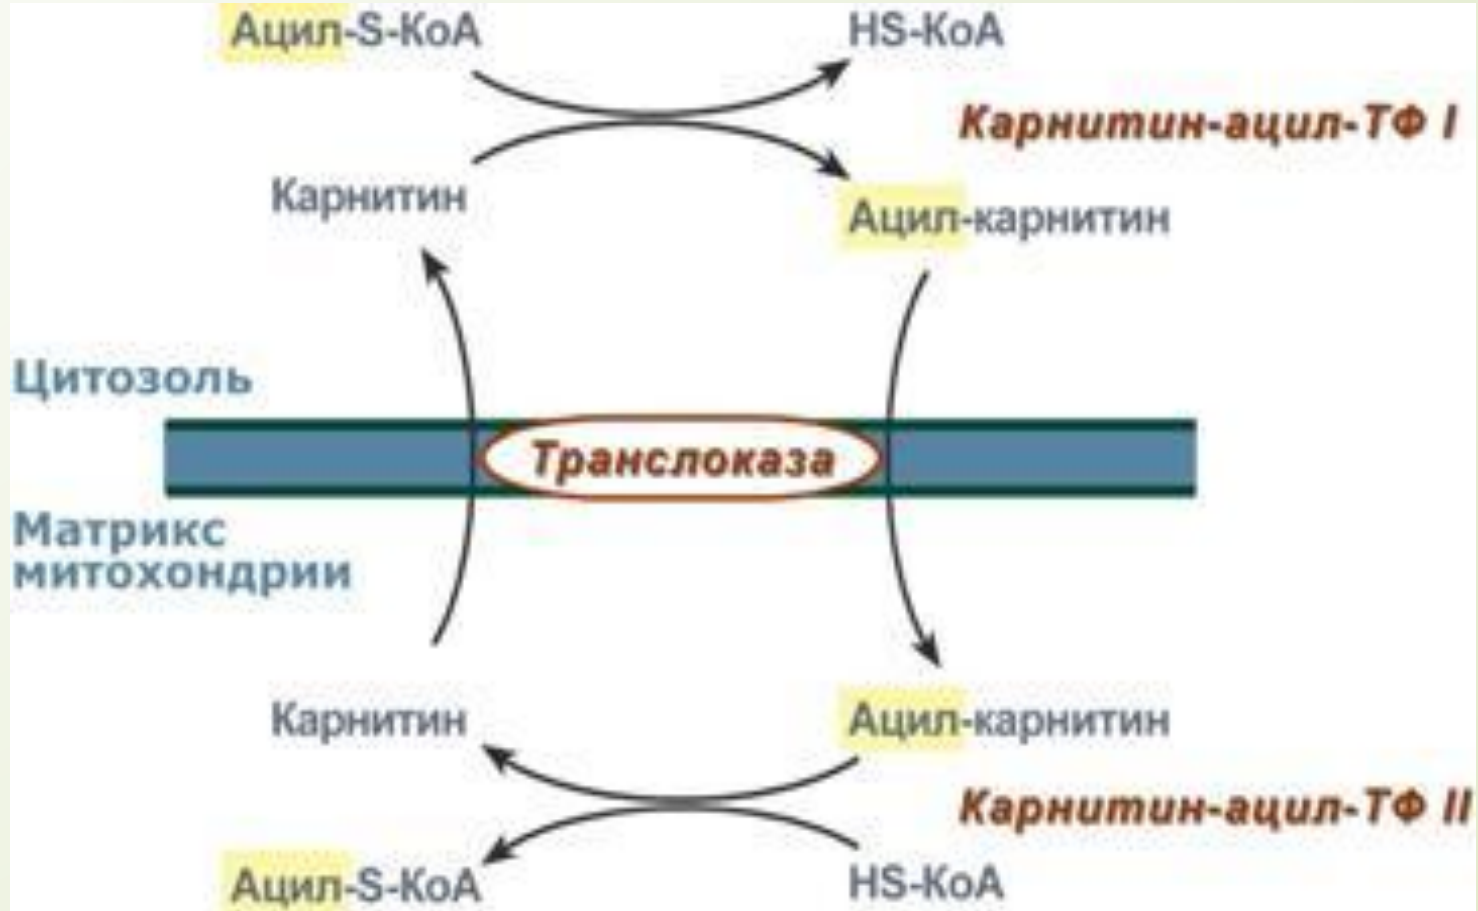 Ацил-S-КоА
HS-КоА
Карнитин-ацил-ТФ I
Карнитин
Ацил-карнитин
Цитозоль
Транслоказа
Матрикс
митохондрии
Карнитин
Ацил-карнитин
Карнитин-ацил-ТФ II
Ацил-S-КоА
HS-КоА